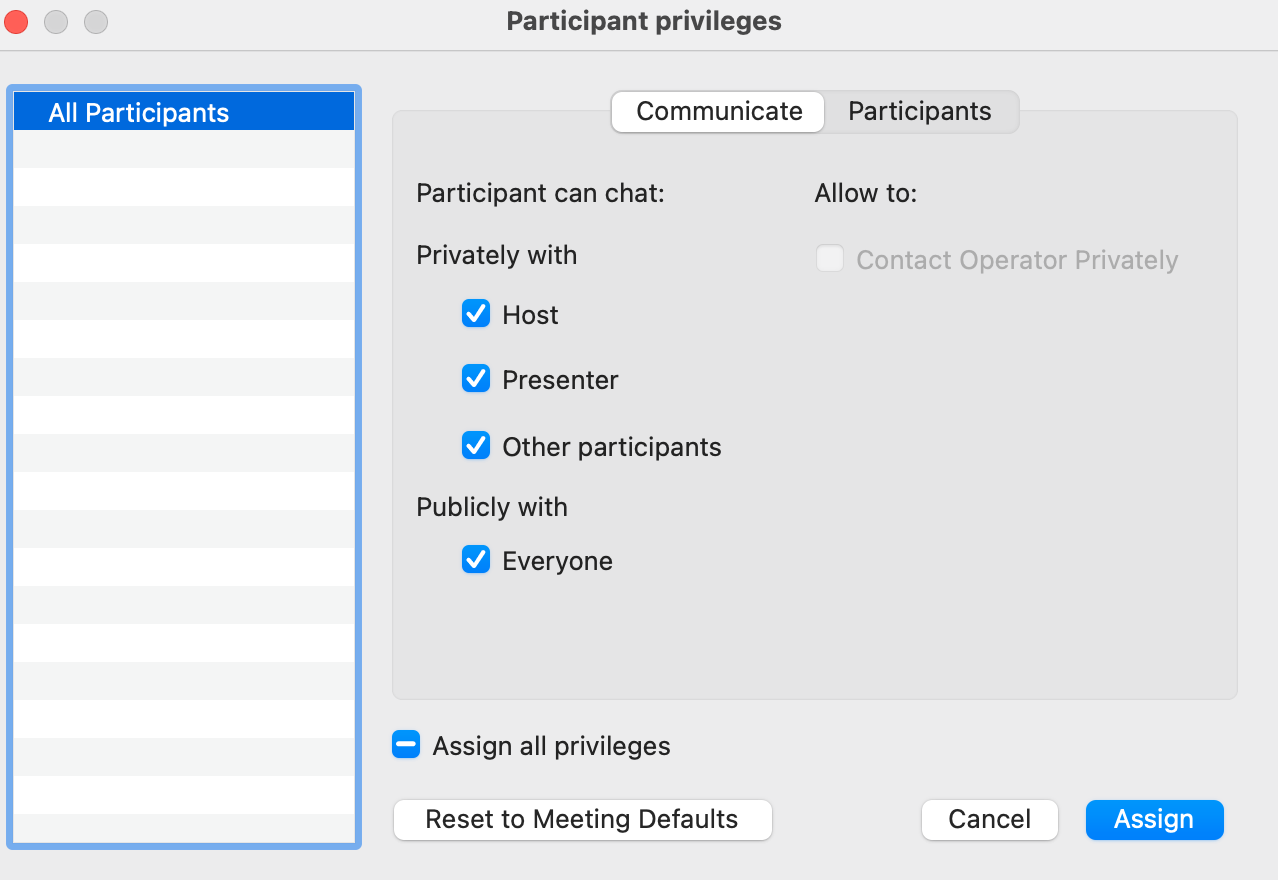 Participant privileges
All Participants
Communicate
Participants
Participant can chat:
Allow to:
Privately with
Contact Operator Privately
Host
Presenter
Other participants
Publicly with
Everyone
Assign all privileges
Reset to Meeting Defaults
Cancel
Assign